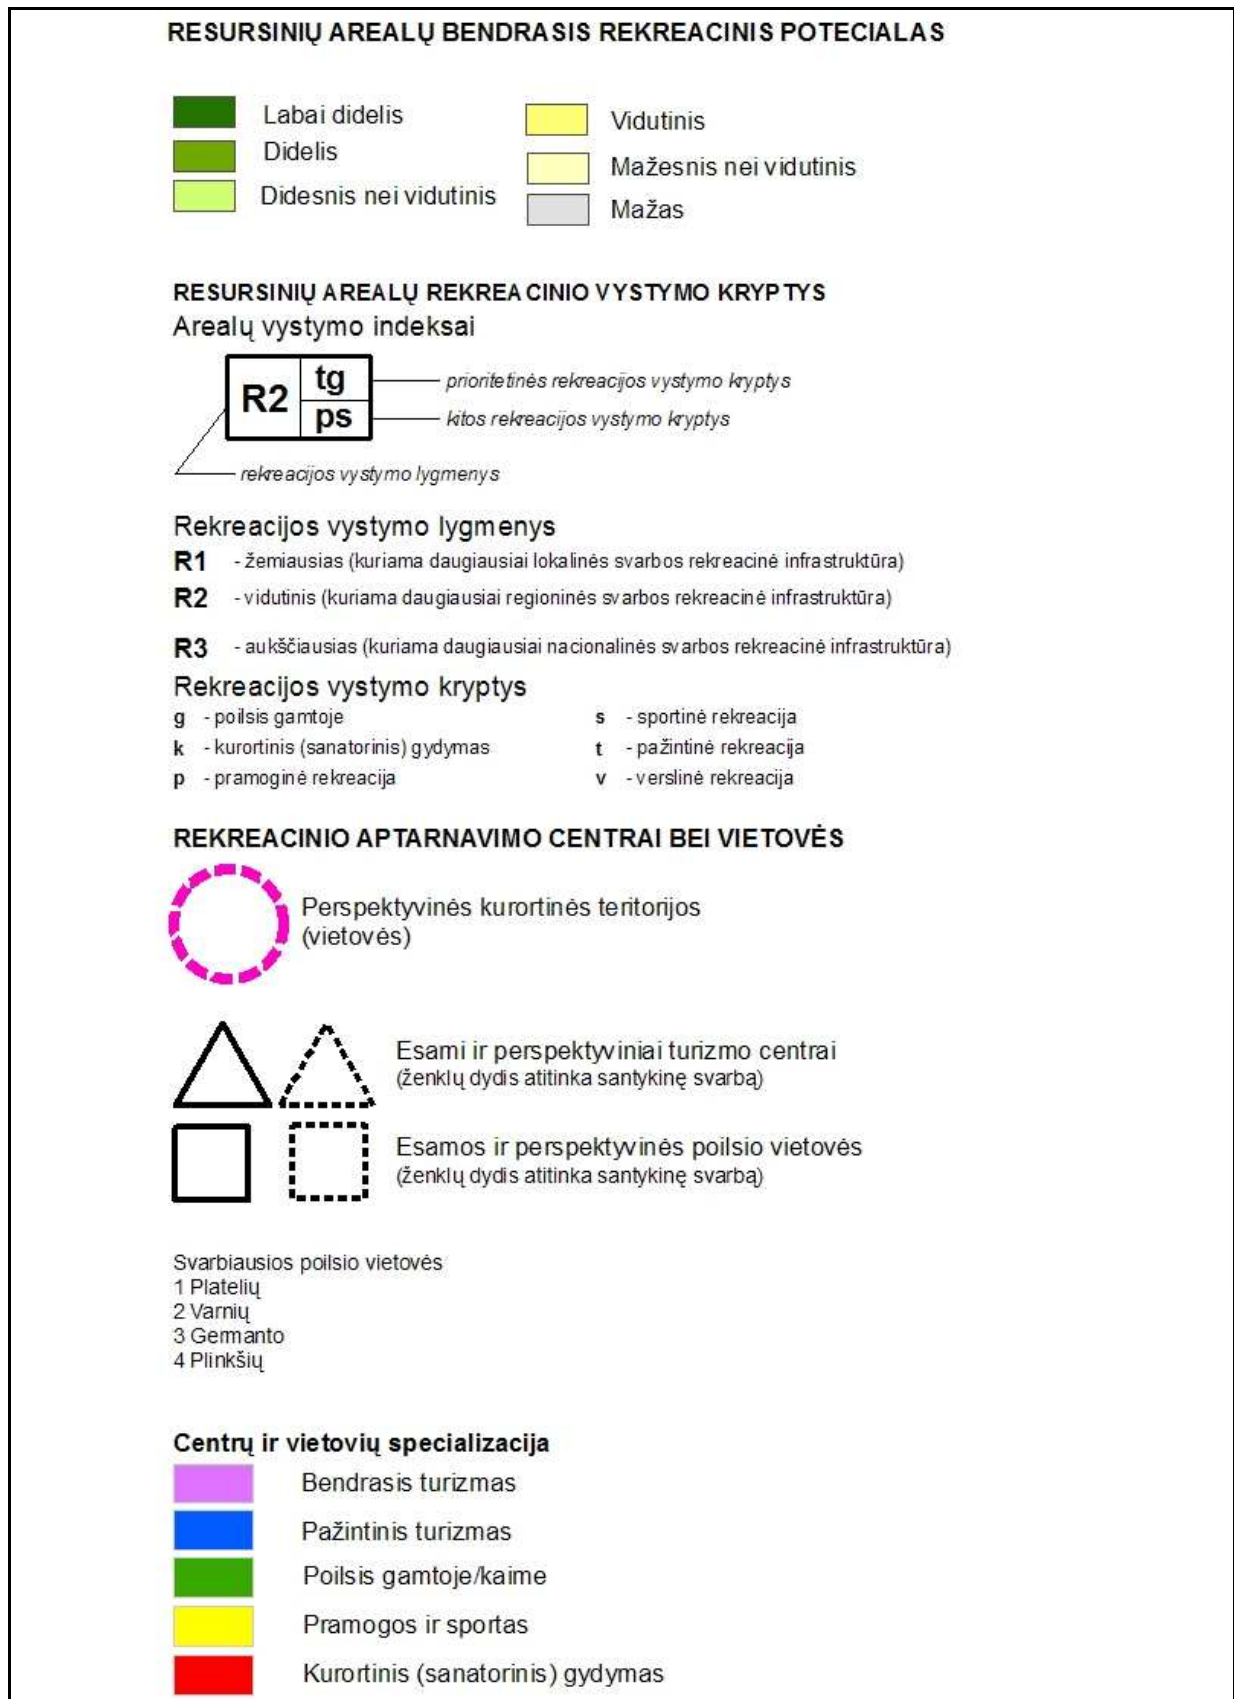 RESURSINIŲ AREALŲ BENDRASIS REKREACINIS POTECIALAS
Labai didelis
Didelis
Didesnis nei vidutinis
Vidutinis
Mažesnis nei vidutinis
Mažas
RESURSINIŲ AREALŲ REKREACINIO VYSTYMO KRYPTYS
Arealų vystymo indeksai
R2
tg
ps
prioritetinės rekreacijos vystymo kryptys
kitos rekreacijos vystymo kryptys
rekreacijos vystymo lygmenys
Rekreacijos vystymo lygmenys
R1 - žemiausias (kuriama daugiausiai lokalinės svarbos rekreacinė infrastruktūra)
R2 - vidutinis (kuriama daugiausiai regioninės svarbos rekreacinė infrastruktūra)
R3 - aukščiausias (kuriama daugiausiai nacionalinės svarbos rekreacinė infrastruktūra)
Rekreacijos vystymo kryptys
g - poilsis gamtoje
k - kurortinis (sanatorinis) gydymas
p - pramoginė rekreacija
s - sportinė rekreacija
t - pažintinė rekreacija
v - verslinė rekreacija
REKREACINIO APTARNAVIMO CENTRAI BEI VIETOVĖS
Perspektyvinės kurortinės teritorijos
(vietovės)
Esami ir perspektyviniai turizmo centrai
(ženklų dydis atitinka santykinę svarbą)
Esamos ir perspektyvinės poilsio vietovės
(ženklų dydis atitinka santykinę svarbą)
Svarbiausios poilsio vietovės
1 Platelių
2 Varnių
3 Germanto
4 Plinkšių
Centrų ir vietovių specializacija
Bendrasis turizmas
Pažintinis turizmas
Poilsis gamtoje/kaime
Pramogos ir sportas
Kurortinis (sanatorinis) gydymas